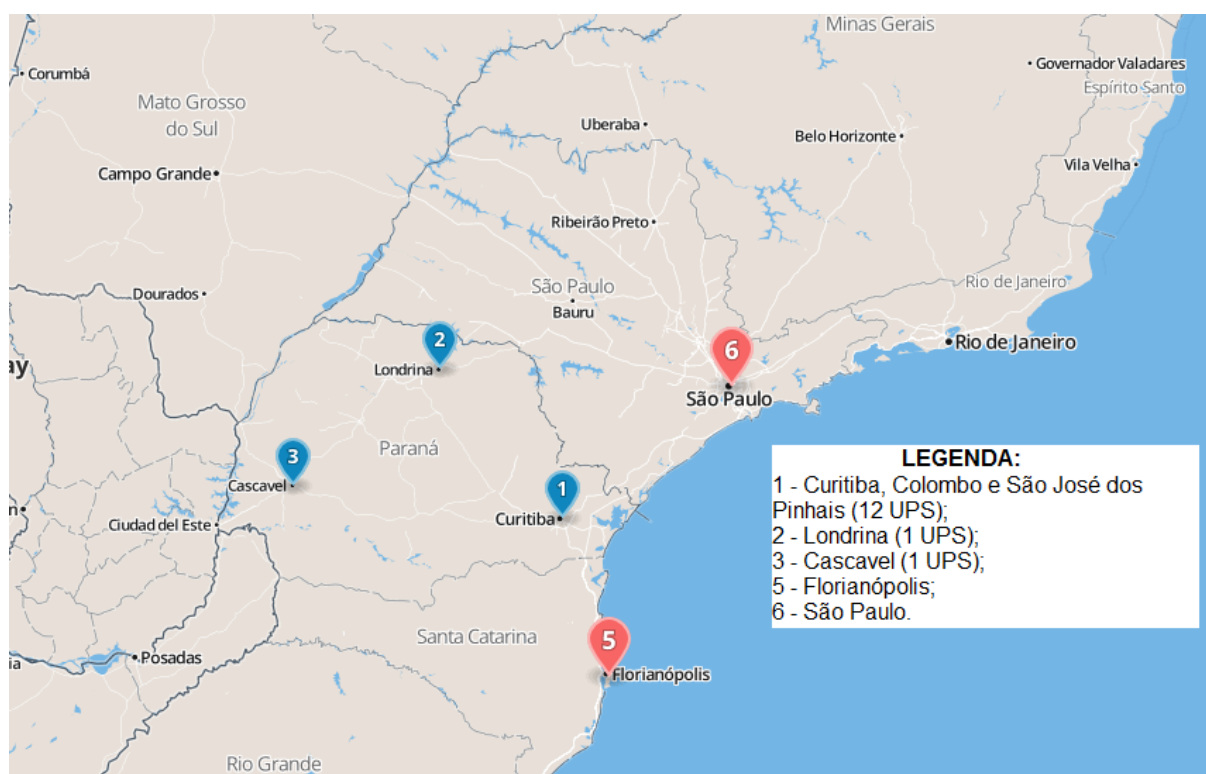 Minas Gerais
Corumbá
Governador Valadares
Espírito Santo
Mato Grosso
do Sul
Uberaba
Belo Horizonte
Vila Velha
Campo Grande
Ribeirão Preto
São Paulo
Rio de Janeiro
Dourados
Bauru
2
6
Rio de Janeiro
ay
Londrina
São Paulo
Paraná
3
LEGENDA:
Cascavel
1
1 - Curitiba, Colombo e São José dos
Pinhais (12 UPS);
n
Ciudad del Este
Curitiba
2 - Londrina (1 UPS);
3 - Cascavel (1 UPS);
5 - Florianópolis;
6 - São Paulo.
Santa Catarina
5
ia
Posadas
Florianópolis
Rio Grande